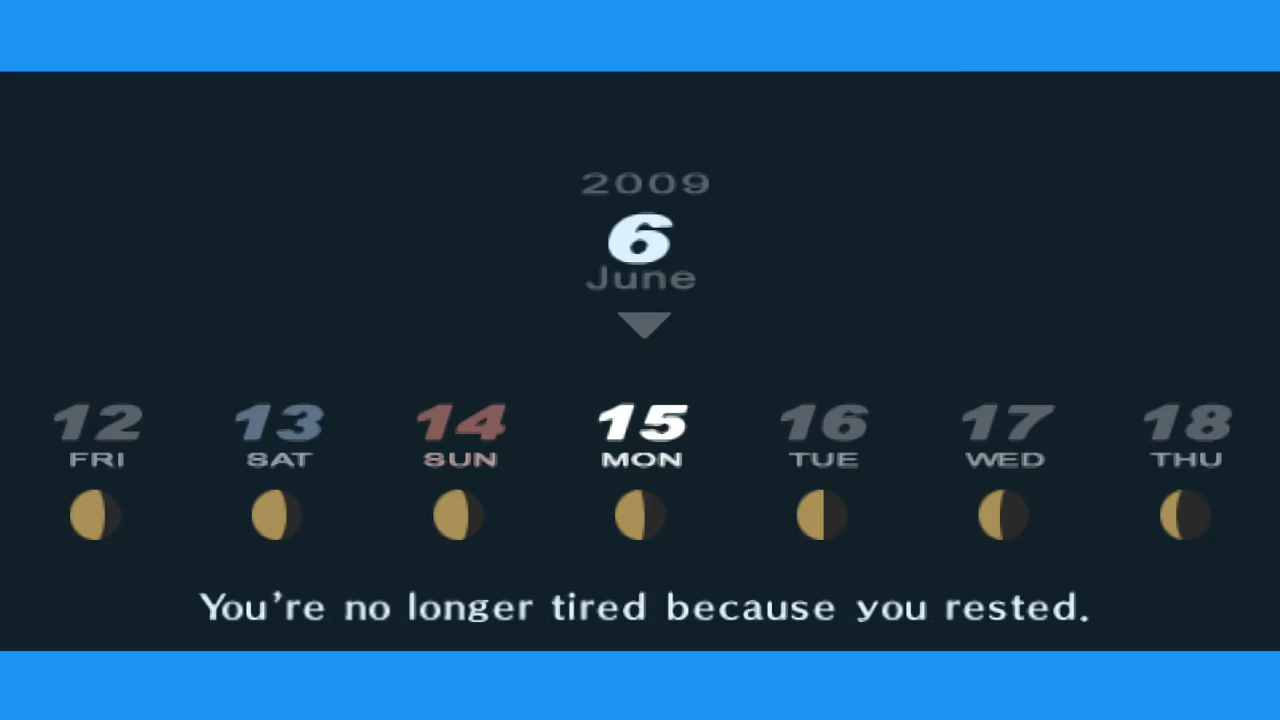 2009
6
June
12 13 14 15 16 17 18
FRI SAT SUN MON TUE WED THU
You're no longer tired because you rested.